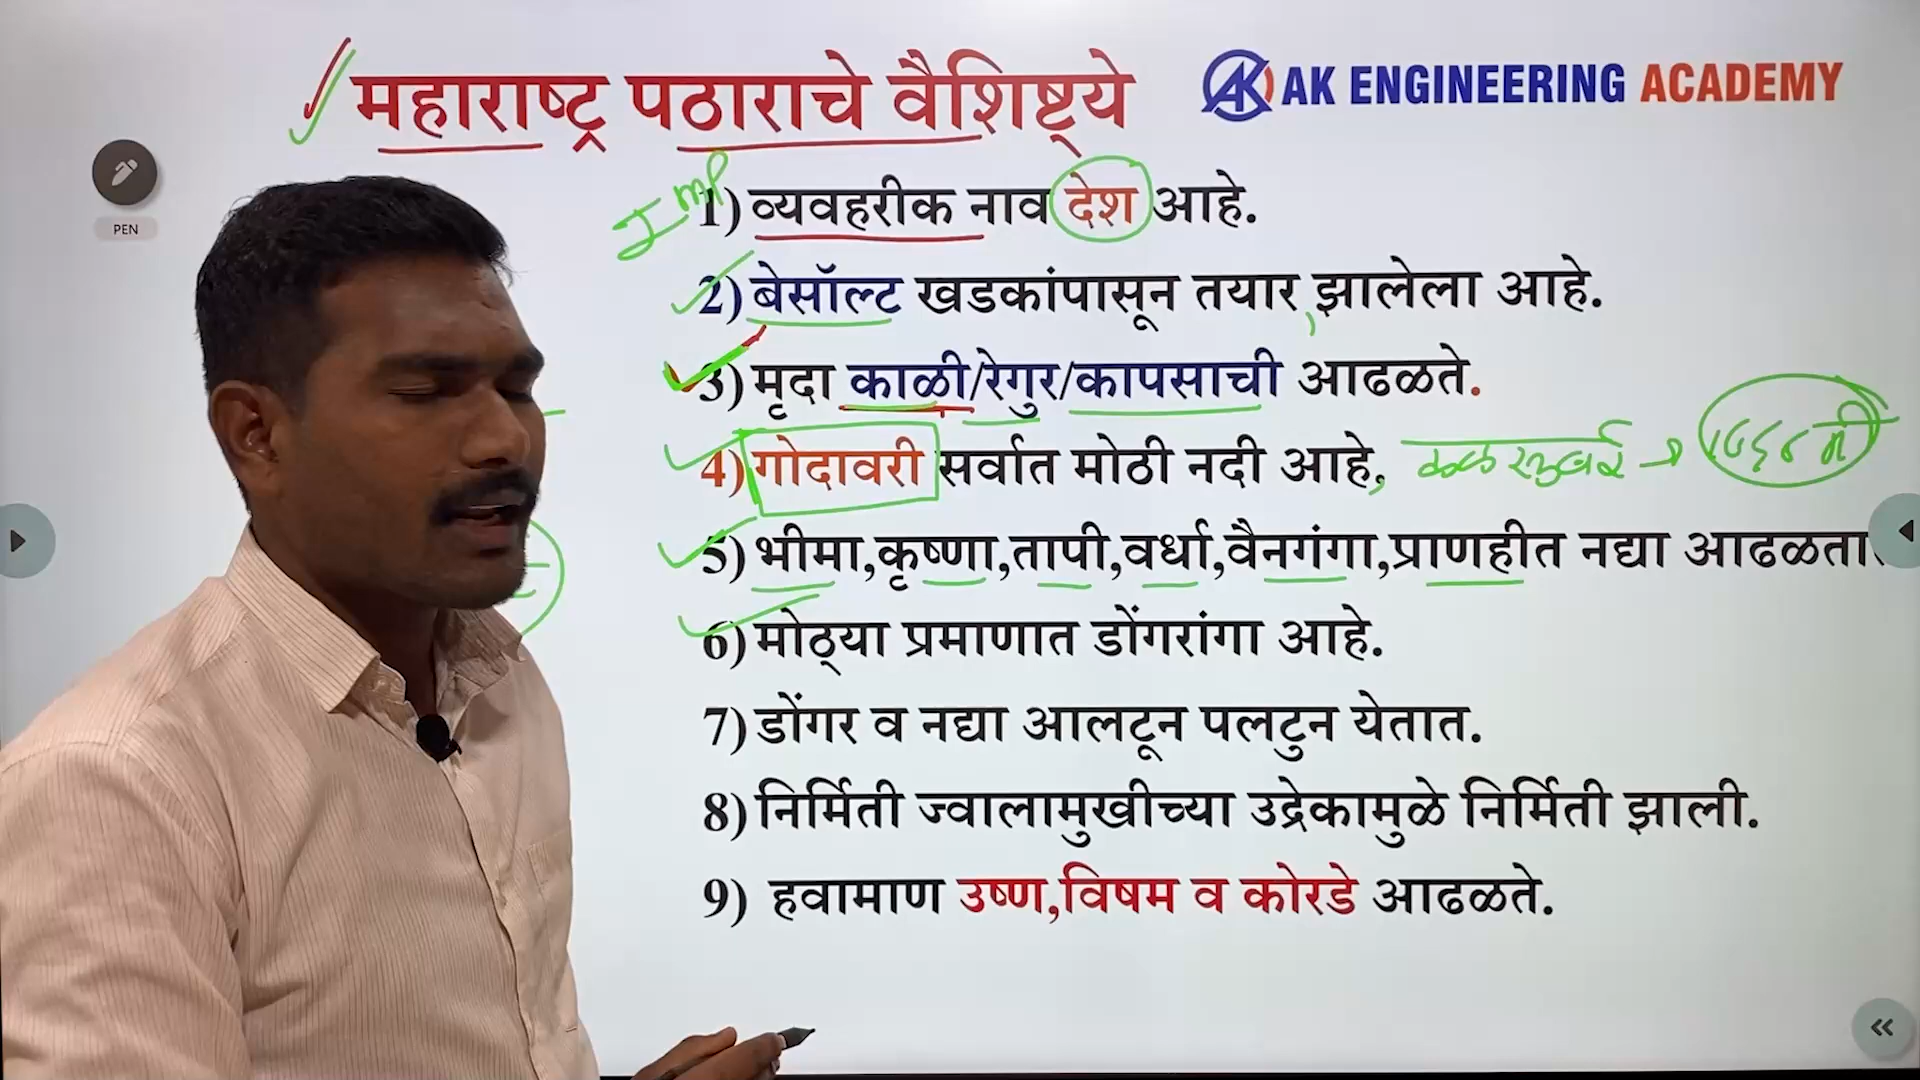 महाराष्ट्र पठाराचे वैशिष्ट्ये
AK ENGINEERING ACADEMY
PEN
Imp
1) व्यवहरीक नाव देश आहे.
2) बेसॉल्ट खडकांपासून तयार झालेला आहे.
3) मृदा काळी/रेगुर/कापसाची आढळते.
4) गोदावरी सर्वात मोठी नदी आहे,
5) भीमा,कृष्णा,तापी,वर्धा,वैनगंगा,प्राणहीत नद्या
6) मोठ्या प्रमाणात डोंगरांगा आहे.
7) डोंगर व नद्या आलटून पलटुन येतात.
8) निर्मिती ज्वालामुखीच्या उद्रेकामुळे निर्मिती झाली.
9) हवामाण उष्ण,विषम व कोरडे आढळते.